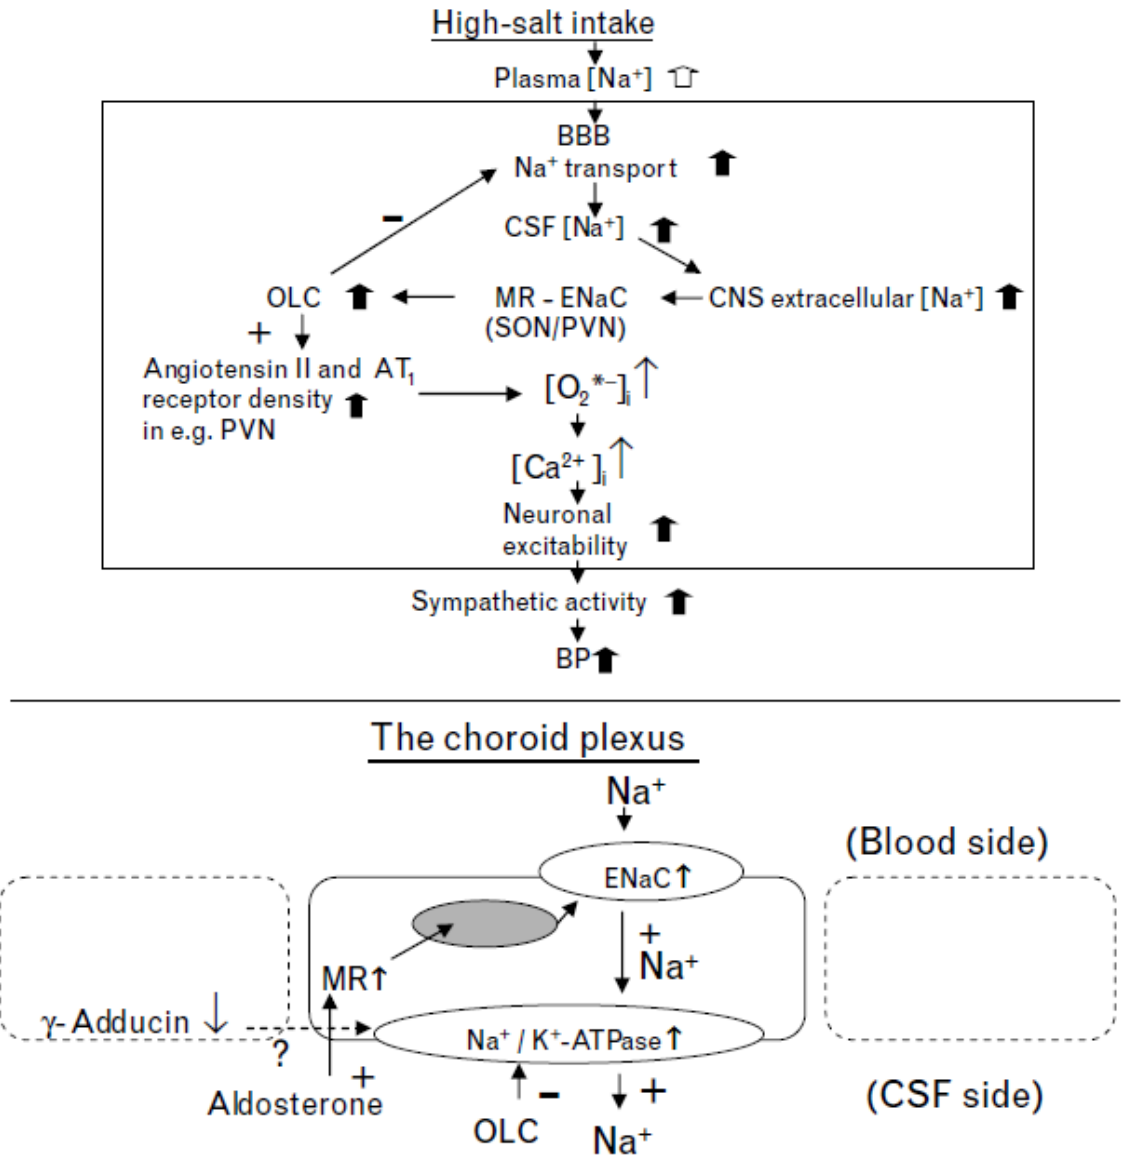 High-salt intake
Plasma [Na⁺] ⇧
BBB
Na⁺ transport ⬆
−
CSF [Na⁺] ⬆
OLC ⬆
MR - ENaC
(SON/PVN)
CNS extracellular [Na⁺] ⬆
+
Angiotensin II and AT₁
receptor density ⬆
in e.g. PVN
[O₂*⁻]ᵢ↑
[Ca²⁺]ᵢ↑
Neuronal
excitability ⬆
Sympathetic activity ⬆
BP⬆
The choroid plexus
Na⁺
(Blood side)
ENaC↑
+
Na⁺
MR↑
γ-Adducin ↓
?
Na⁺ / K⁺-ATPase↑
+
Aldosterone
−
OLC
+
Na⁺
(CSF side)